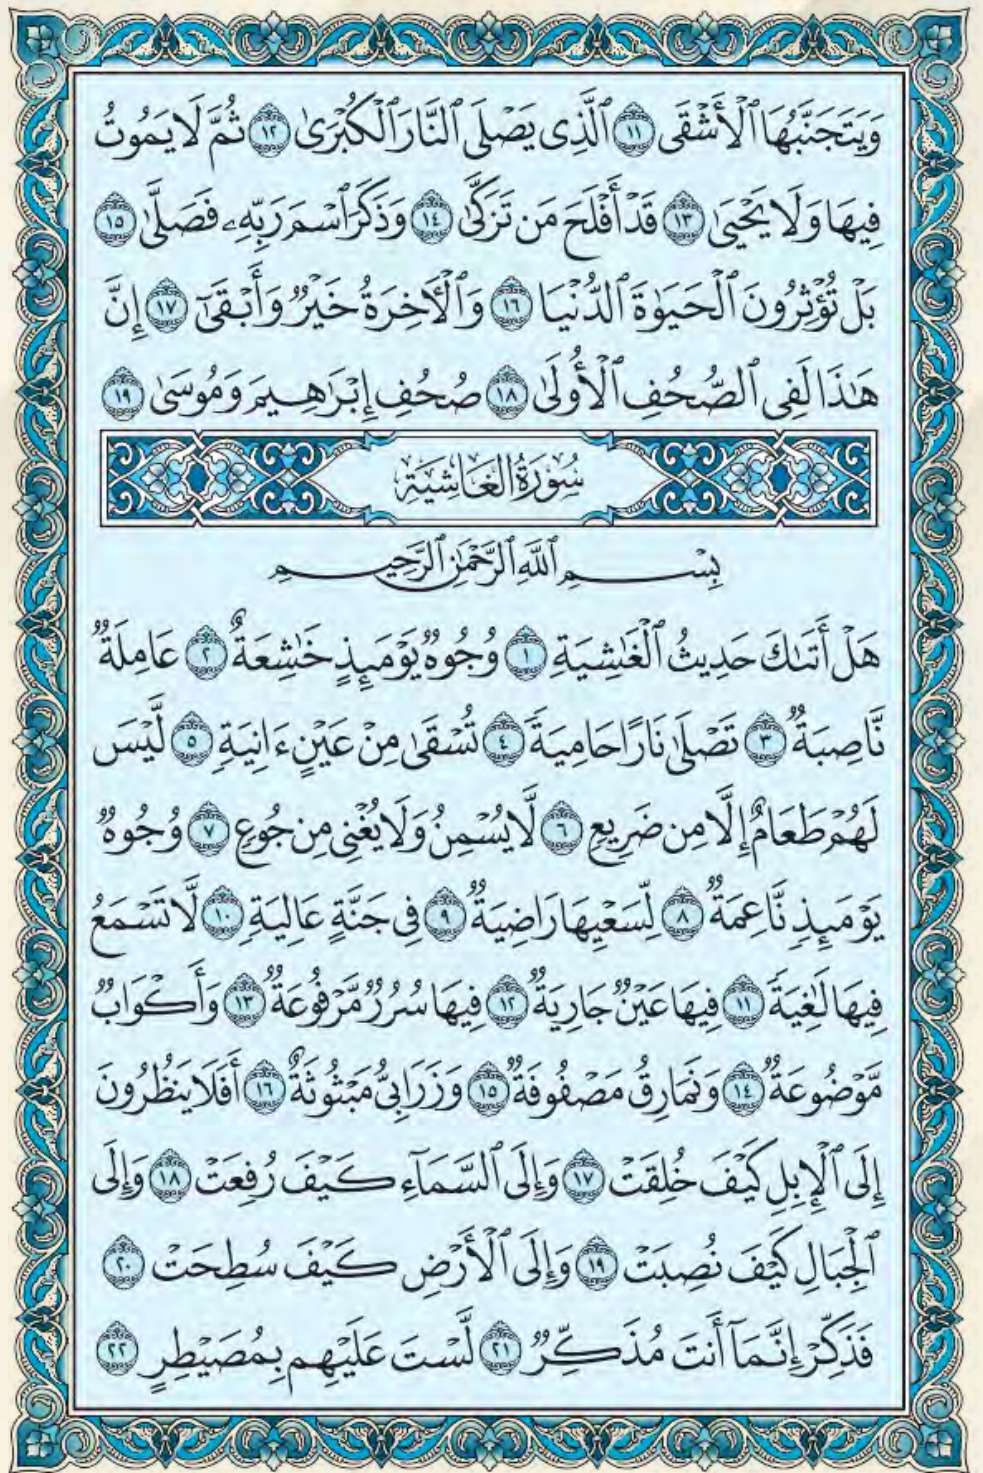 وَيَتَجَنَّبُهَا ٱلْأَشْقَى ١١ ٱلَّذِى يَصْلَى ٱلنَّارَ ٱلْكُبْرَىٰ ١٢ ثُمَّ لَا يَمُوتُ
فِيهَا وَلَا يَحْيَىٰ ١٣ قَدْ أَفْلَحَ مَن تَزَكَّىٰ ١٤ وَذَكَرَ ٱسْمَ رَبِّهِۦ فَصَلَّىٰ ١٥
بَلْ تُؤْثِرُونَ ٱلْحَيَوٰةَ ٱلدُّنْيَا ١٦ وَٱلْـَٔاخِرَةُ خَيْرٌ وَأَبْقَىٰٓ ١٧ إِنَّ
هَـٰذَا لَفِى ٱلصُّحُفِ ٱلْأُولَىٰ ١٨ صُحُفِ إِبْرَٰهِيمَ وَمُوسَىٰ ١٩
سُورَةُ الغَاشِيَةِ
بِسْمِ ٱللَّهِ ٱلرَّحْمَـٰنِ ٱلرَّحِيمِ
هَلْ أَتَىٰكَ حَدِيثُ ٱلْغَـٰشِيَةِ ١ وُجُوهٌ يَوْمَئِذٍ خَـٰشِعَةٌ ٢ عَامِلَةٌ
نَّاصِبَةٌ ٣ تَصْلَىٰ نَارًا حَامِيَةً ٤ تُسْقَىٰ مِنْ عَيْنٍ ءَانِيَةٍ ٥ لَّيْسَ
لَهُمْ طَعَامٌ إِلَّا مِن ضَرِيعٍ ٦ لَّا يُسْمِنُ وَلَا يُغْنِى مِن جُوعٍ ٧ وُجُوهٌ
يَوْمَئِذٍ نَّاعِمَةٌ ٨ لِّسَعْيِهَا رَاضِيَةٌ ٩ فِى جَنَّةٍ عَالِيَةٍ ١٠ لَّا تَسْمَعُ
فِيهَا لَـٰغِيَةً ١١ فِيهَا عَيْنٌ جَارِيَةٌ ١٢ فِيهَا سُرُرٌ مَّرْفُوعَةٌ ١٣ وَأَكْوَابٌ
مَّوْضُوعَةٌ ١٤ وَنَمَارِقُ مَصْفُوفَةٌ ١٥ وَزَرَابِىُّ مَبْثُوثَةٌ ١٦ أَفَلَا يَنظُرُونَ
إِلَى ٱلْإِبِلِ كَيْفَ خُلِقَتْ ١٧ وَإِلَى ٱلسَّمَآءِ كَيْفَ رُفِعَتْ ١٨ وَإِلَى
ٱلْجِبَالِ كَيْفَ نُصِبَتْ ١٩ وَإِلَى ٱلْأَرْضِ كَيْفَ سُطِحَتْ ٢٠
فَذَكِّرْ إِنَّمَآ أَنتَ مُذَكِّرٌ ٢١ لَّسْتَ عَلَيْهِم بِمُصَيْطِرٍ ٢٢